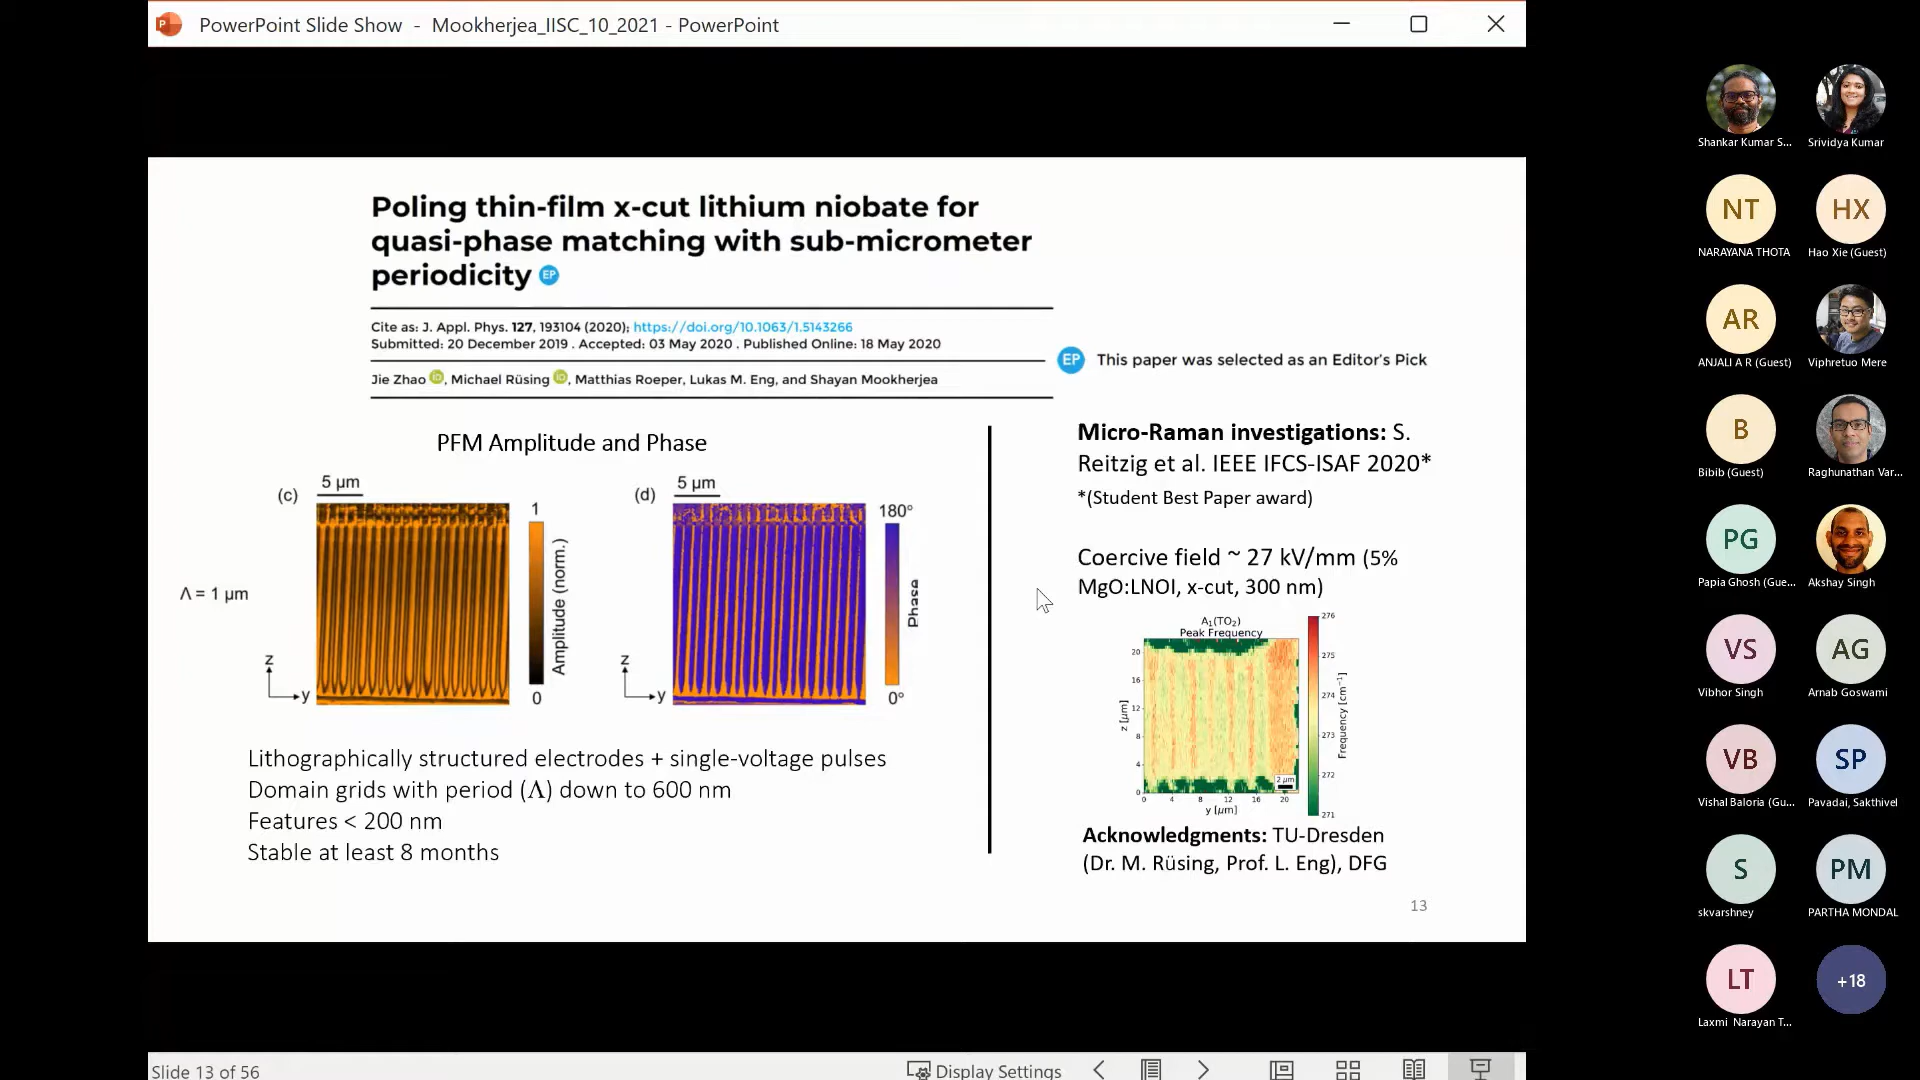 PowerPoint Slide Show - Mookherjea_IISC_10_2021 - PowerPoint
Poling thin-film x-cut lithium niobate for
quasi-phase matching with sub-micrometer
periodicity EP
Cite as: J. Appl. Phys. 127, 193104 (2020); https://doi.org/10.1063/1.5143266
Submitted: 20 December 2019 . Accepted: 03 May 2020 . Published Online: 18 May 2020
EP This paper was selected as an Editor's Pick
Jie Zhao iD, Michael Rüsing iD, Matthias Roeper, Lukas M. Eng, and Shayan Mookherjea
PFM Amplitude and Phase
(c)
5 μm
1
Amplitude (norm.)
0
Λ = 1 μm
z
y
(d)
5 μm
180°
Phase
0°
z
y
Lithographically structured electrodes + single-voltage pulses
Domain grids with period (Λ) down to 600 nm
Features < 200 nm
Stable at least 8 months
Micro-Raman investigations: S.
Reitzig et al. IEEE IFCS-ISAF 2020*
*(Student Best Paper award)
Coercive field ~ 27 kV/mm (5%
MgO:LNOI, x-cut, 300 nm)
A₁(TO₂)
Peak Frequency
z [μm]
20
16
12
8
4
0
0 4 8 12 16 20
y [μm]
2 μm
276
275
274
273
272
271
Frequency [cm⁻¹]
Acknowledgments: TU-Dresden
(Dr. M. Rüsing, Prof. L. Eng), DFG
13
Slide 13 of 56
Display Settings
Shankar Kumar S...
Srividya Kumar
NT
NARAYANA THOTA
HX
Hao Xie (Guest)
AR
ANJALI A R (Guest)
Viphretuo Mere
B
Bibib (Guest)
Raghunathan Var...
PG
Papia Ghosh (Gue...
Akshay Singh
VS
Vibhor Singh
AG
Arnab Goswami
VB
Vishal Baloria (Gu...
SP
Pavadai, Sakthivel
S
skvarshney
PM
PARTHA MONDAL
LT
Laxmi Narayan T...
+18